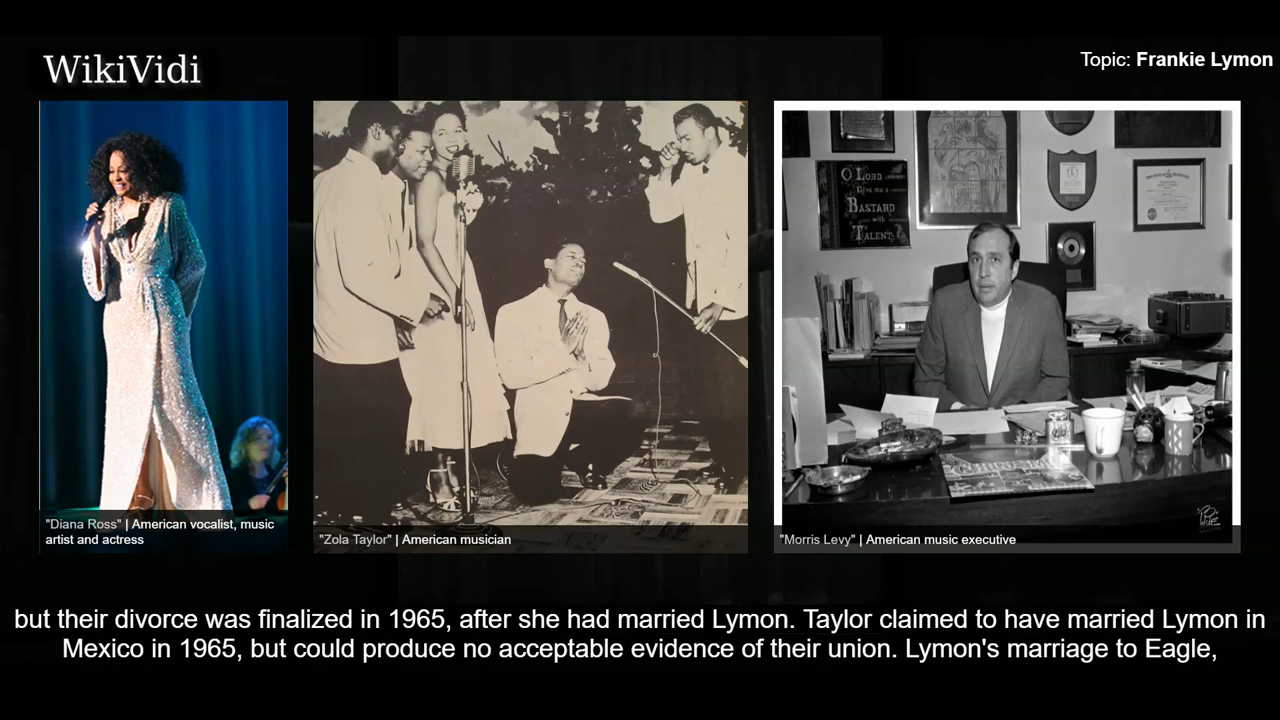 WikiVidi
Topic: Frankie Lymon
O LORD
Give me a
BASTARD
with
TALENT
"Diana Ross" | American vocalist, music
artist and actress
"Zola Taylor" | American musician
"Morris Levy" | American music executive
but their divorce was finalized in 1965, after she had married Lymon. Taylor claimed to have married Lymon in
Mexico in 1965, but could produce no acceptable evidence of their union. Lymon's marriage to Eagle,